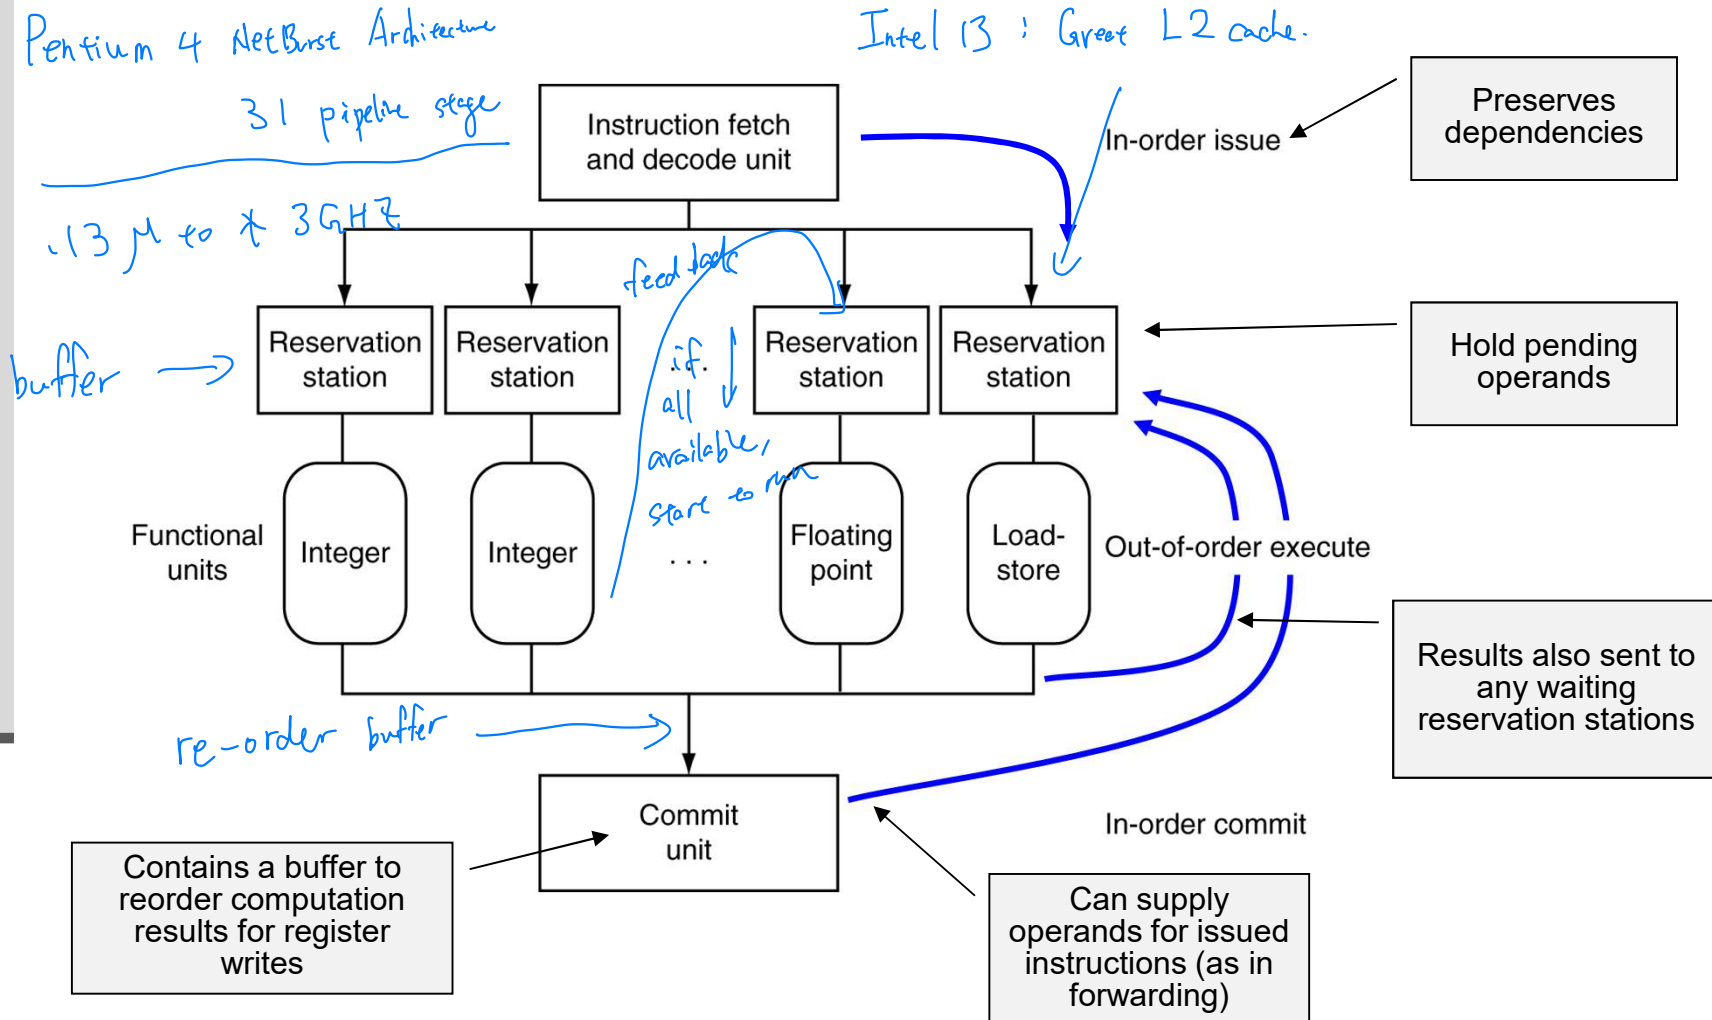 Pentium 4 NetBurst Architecture
Intel 13 : Great L2 cache.
31 pipeline stage
.13 μ to 3GHZ
Instruction fetch
and decode unit
In-order issue
Preserves
dependencies
feedback
buffer
Reservation
station
Reservation
station
. . .
Reservation
station
Reservation
station
Hold pending
operands
if
all
available,
start to run
Functional
units
Integer
Integer
. . .
Floating
point
Load-
store
Out-of-order execute
Results also sent to
any waiting
reservation stations
re-order buffer
Commit
unit
In-order commit
Contains a buffer to
reorder computation
results for register
writes
Can supply
operands for issued
instructions (as in
forwarding)